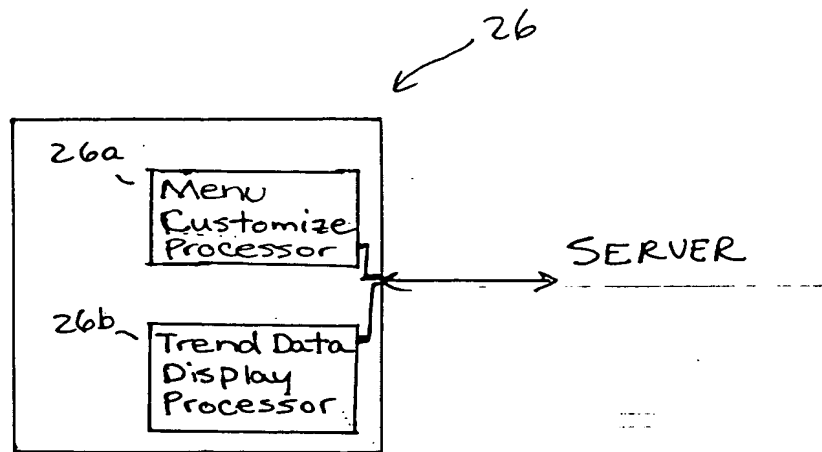 26
26a
Menu
Customize
Processor
SERVER
26b
Trend Data
Display
Processor